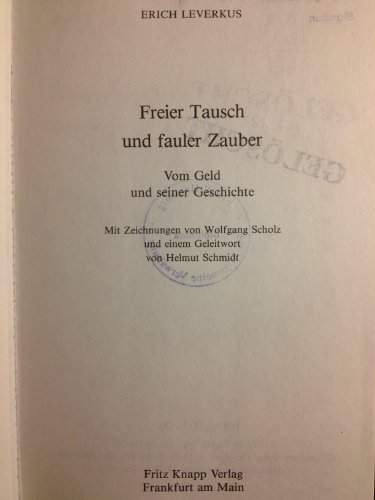 ERICH LEVERKUS
GELÖSCHT
Freier Tausch
und fauler Zauber
Vom Geld
und seiner Geschichte
Mit Zeichnungen von Wolfgang Scholz
und einem Geleitwort
von Helmut Schmidt
Fritz Knapp Verlag
Frankfurt am Main